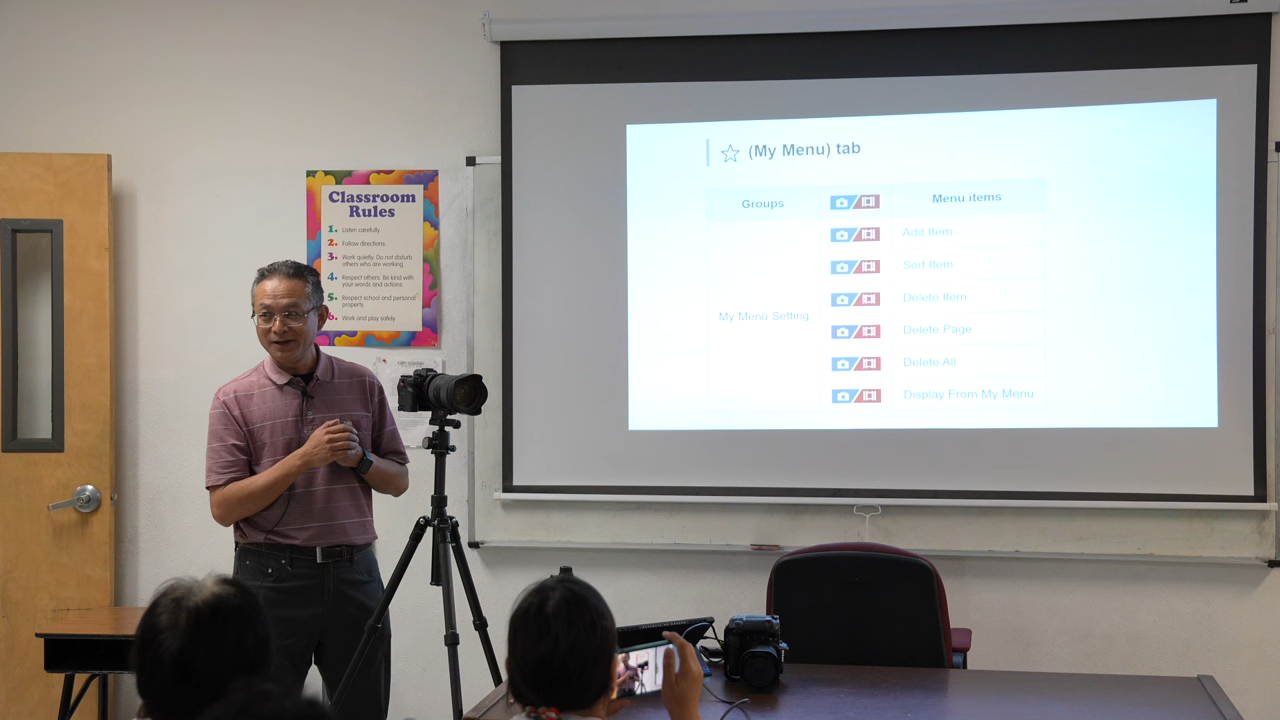 Classroom
Rules
1. Listen carefully.
2. Follow directions.
3. Work quietly. Do not disturb
others who are working.
4. Respect others. Be kind with
your words and actions.
5. Respect school and personal
property.
6. Work and play safely.
(My Menu) tab
Groups
Menu items
Add Item
Sort Item
Delete Item
My Menu Setting
Delete Page
Delete All
Display From My Menu